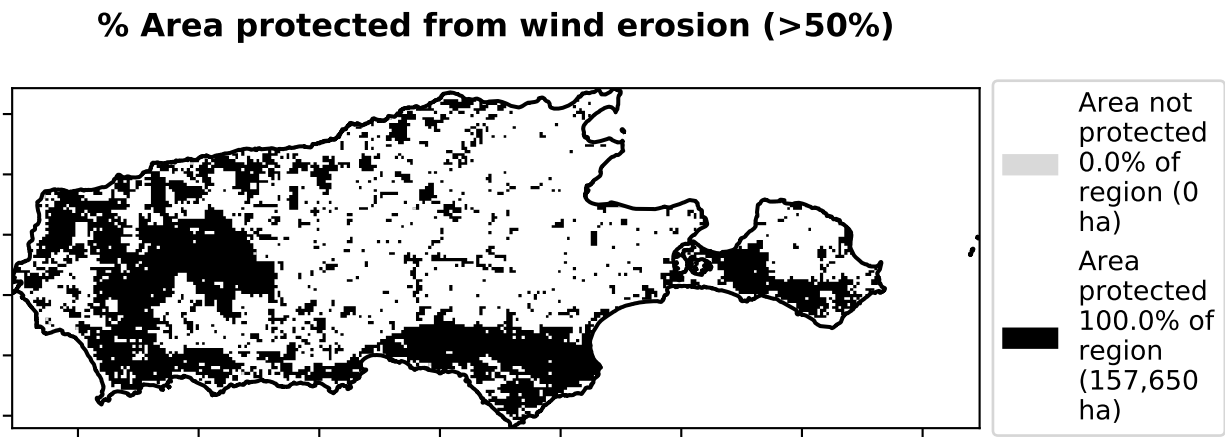 % Area protected from wind erosion (>50%)
Area not
protected
0.0% of
region (0
ha)
Area
protected
100.0% of
region
(157,650
ha)